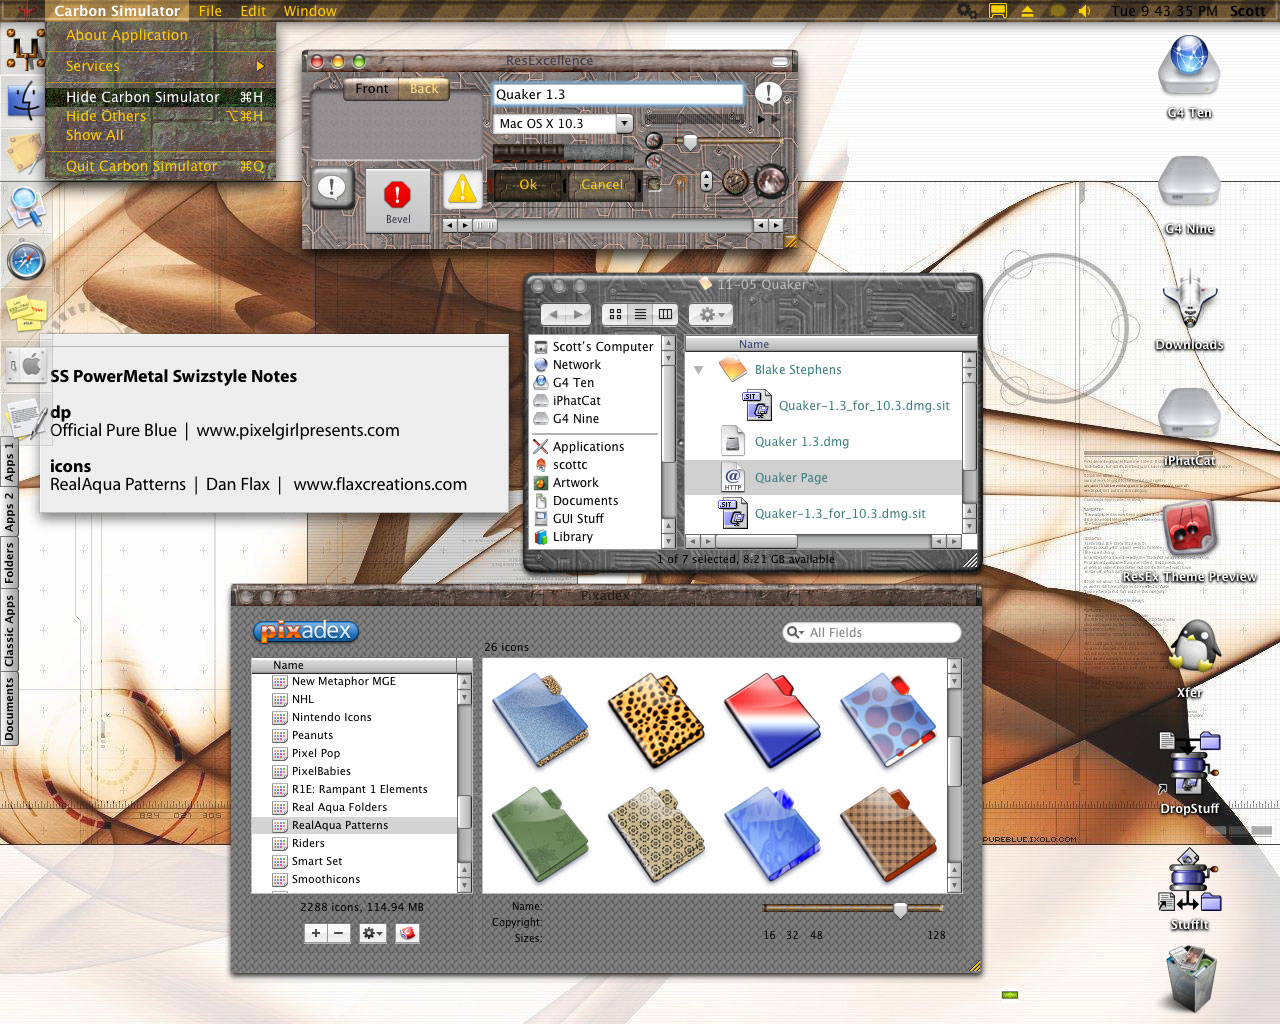 Carbon Simulator File Edit Window
Tue 9 43 35 PM Scott
About Application
Services
Hide Carbon Simulator ⌘H
Hide Others ⌥⌘H
Show All
Quit Carbon Simulator ⌘Q
ResExcellence
Front Back
Quaker 1.3
Mac OS X 10.3
Ok Cancel
Bevel
11-05 Quaker
Scott's Computer
Network
G4 Ten
iPhatCat
G4 Nine
Applications
scottc
Artwork
Documents
GUI Stuff
Library
Name
Blake Stephens
.SIT
Quaker-1.3_for_10.3.dmg.sit
Quaker 1.3.dmg
HTTP
Quaker Page
.SIT
Quaker-1.3_for_10.3.dmg.sit
1 of 7 selected, 8.21 GB available
SS PowerMetal Swizstyle Notes
dp
Official Pure Blue | www.pixelgirlpresents.com
icons
RealAqua Patterns | Dan Flax | www.flaxcreations.com
Apps 1
Apps 2
Folders
Classic Apps
Documents
Pixadex
pixadex
All Fields
26 icons
Name
New Metaphor MGE
NHL
Nintendo Icons
Peanuts
Pixel Pop
PixelBabies
R1E: Rampant 1 Elements
Real Aqua Folders
RealAqua Patterns
Riders
Smart Set
Smoothicons
2288 icons, 114.94 MB
Name:
Copyright:
Sizes:
16 32 48 128
G4 Ten
G4 Nine
Downloads
iPhatCat
ResEx Theme Preview
Xfer
DropStuff
PUREBLUE.IXOLO.COM
StuffIt